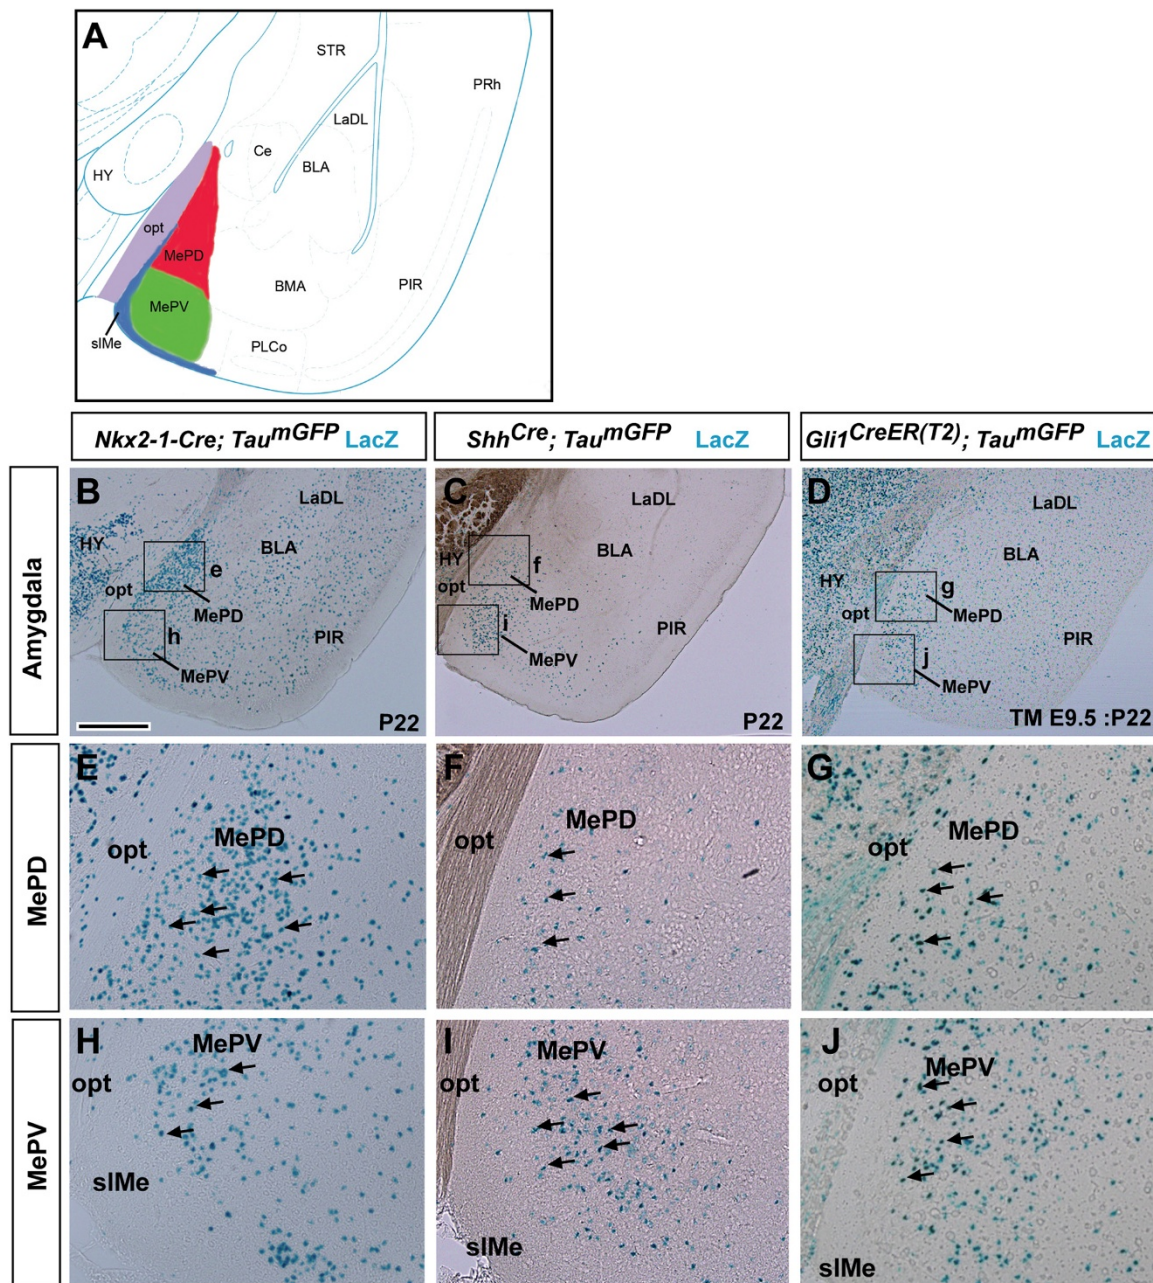 A
STR
PRh
LaDL
Ce
BLA
HY
opt
MePD
BMA
PIR
MePV
slMe
PLCo
Nkx2-1-Cre; TaumGFP LacZ
ShhCre; TaumGFP LacZ
Gli1CreER(T2); TaumGFP LacZ
Amygdala
B
LaDL
HY
BLA
e
opt
MePD
h
PIR
MePV
P22
C
LaDL
HY
BLA
f
opt
MePD
i
PIR
MePV
P22
D
LaDL
BLA
HY
g
opt
MePD
PIR
j
MePV
TM E9.5 :P22
MePD
E
MePD
opt
F
MePD
opt
G
MePD
opt
MePV
H
MePV
opt
slMe
I
MePV
opt
slMe
J
MePV
opt
slMe